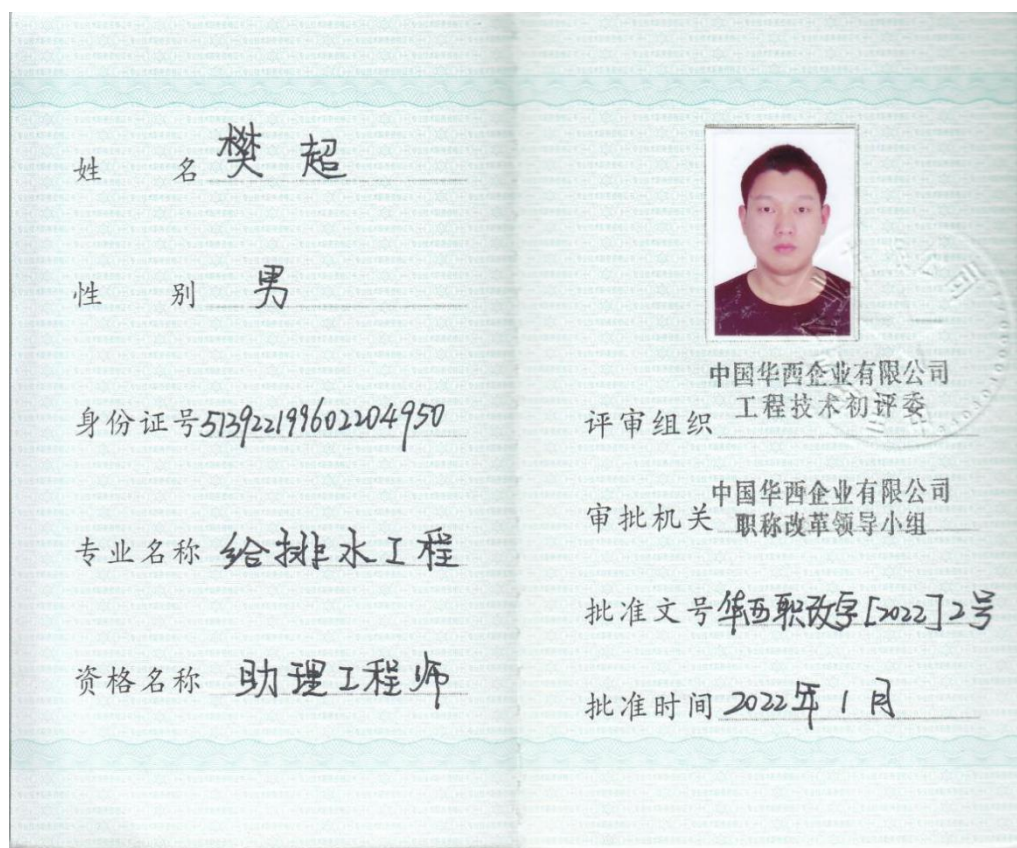 姓名 樊超
性别 男
身份证号 513922199602204950
专业名称 给排水工程
资格名称 助理工程师
中国华西企业有限公司
评审组织 工程技术初评委
中国华西企业有限公司
审批机关 职称改革领导小组
批准文号 华西职改字[2022]2号
批准时间 2022年1月